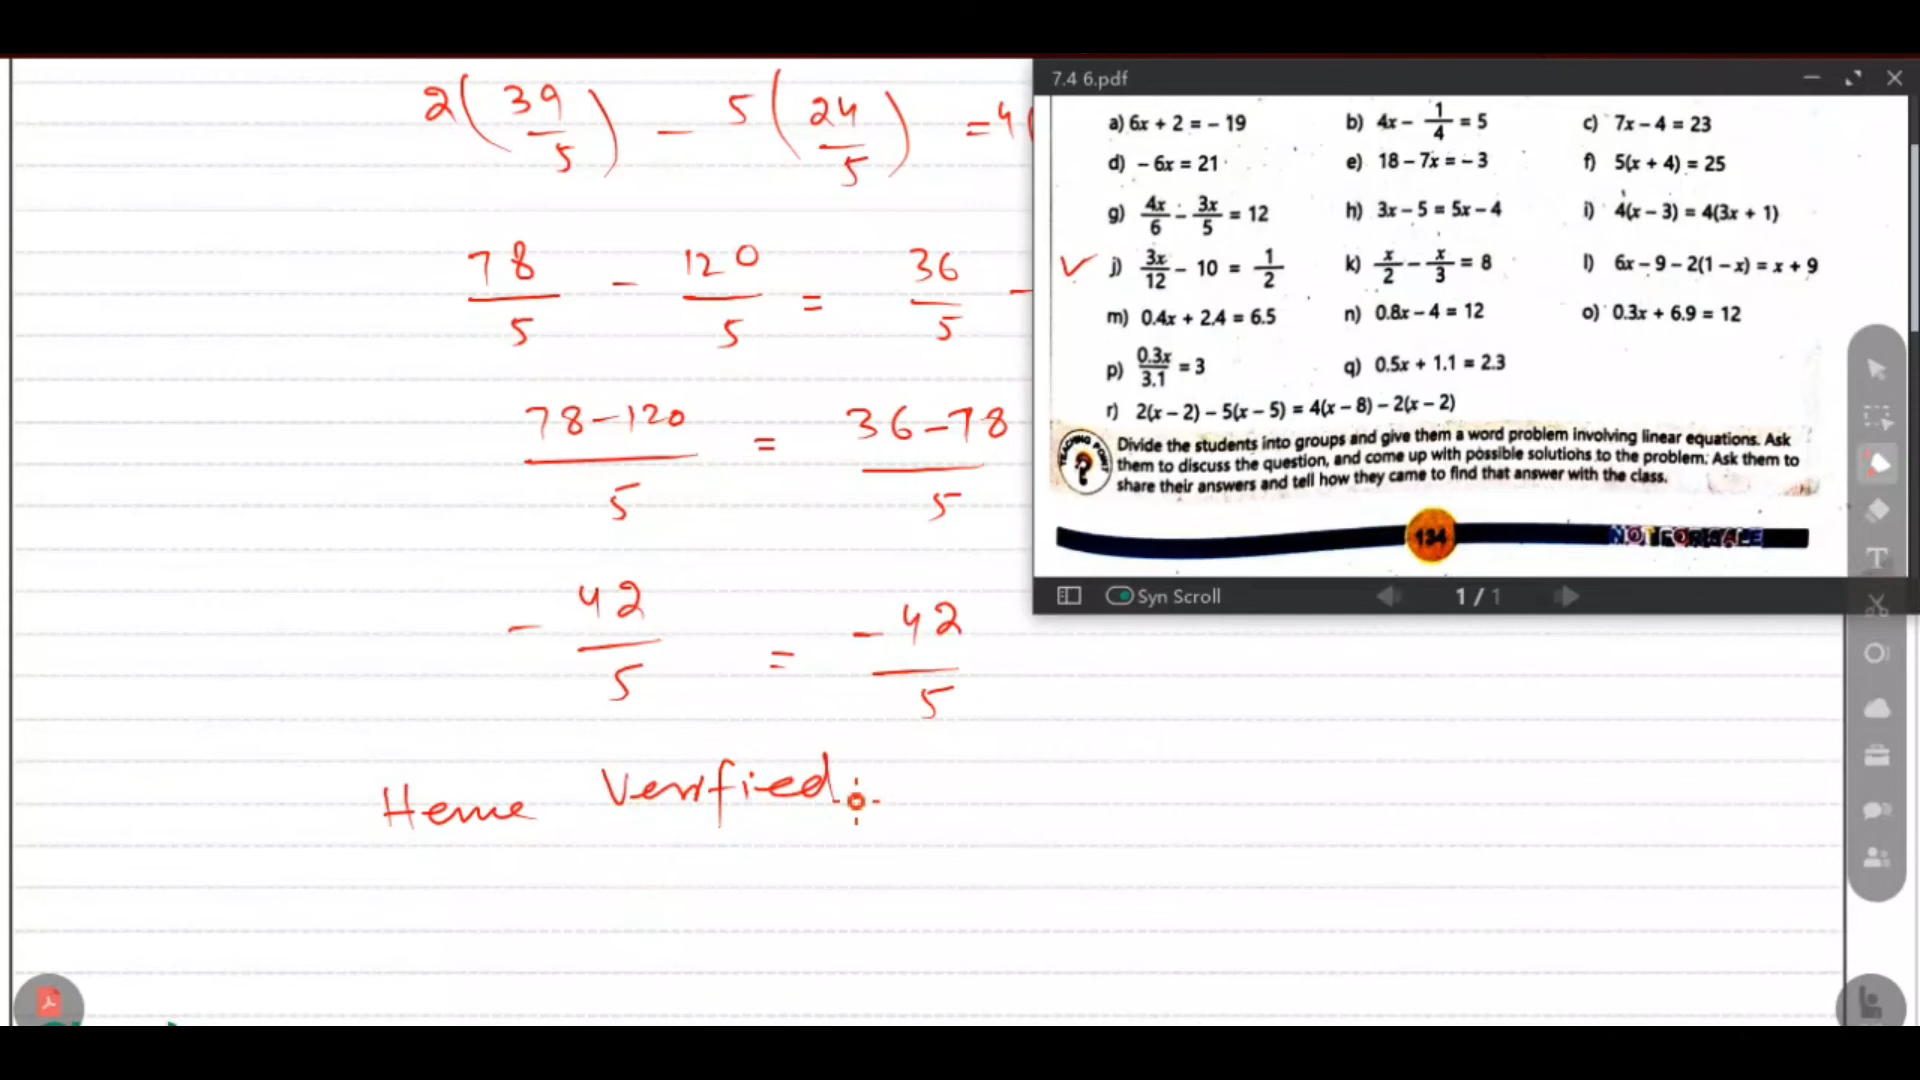 2(39/5) - 5(24/5) = 4(
78/5 - 120/5 = 36/5 -
78-120/5 = 36-78/5
-42/5 = -42/5
Hence Verified.
7.4 6.pdf
a) 6x + 2 = - 19 b) 4x - 1/4 = 5 c) 7x - 4 = 23
d) - 6x = 21 e) 18 - 7x = - 3 f) 5(x + 4) = 25
g) 4x/6 - 3x/5 = 12 h) 3x - 5 = 5x - 4 i) 4(x - 3) = 4(3x + 1)
j) 3x/12 - 10 = 1/2 k) x/2 - x/3 = 8 l) 6x - 9 - 2(1 - x) = x + 9
m) 0.4x + 2.4 = 6.5 n) 0.8x - 4 = 12 o) 0.3x + 6.9 = 12
p) 0.3x/3.1 = 3 q) 0.5x + 1.1 = 2.3
r) 2(x - 2) - 5(x - 5) = 4(x - 8) - 2(x - 2)
TEACHING POINT
Divide the students into groups and give them a word problem involving linear equations. Ask
them to discuss the question, and come up with possible solutions to the problem. Ask them to
share their answers and tell how they came to find that answer with the class.
134
NOT FOR SALE
Syn Scroll
1 / 1
T